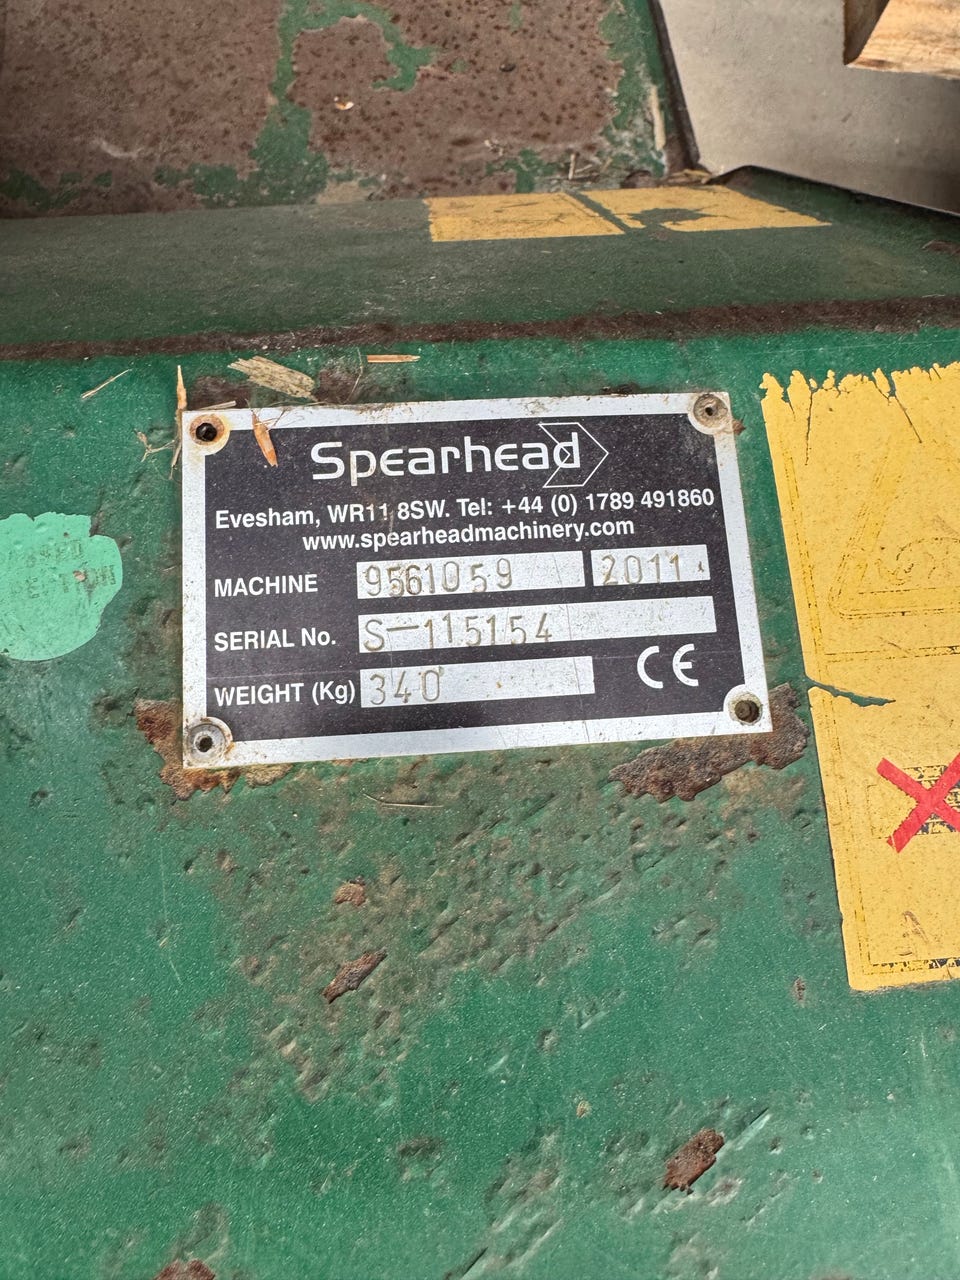 Spearhead
Evesham, WR11 8SW. Tel: +44 (0) 1789 491860
www.spearheadmachinery.com
MACHINE 9561059 2011
SERIAL No. S-115154
WEIGHT (Kg) 340
CE